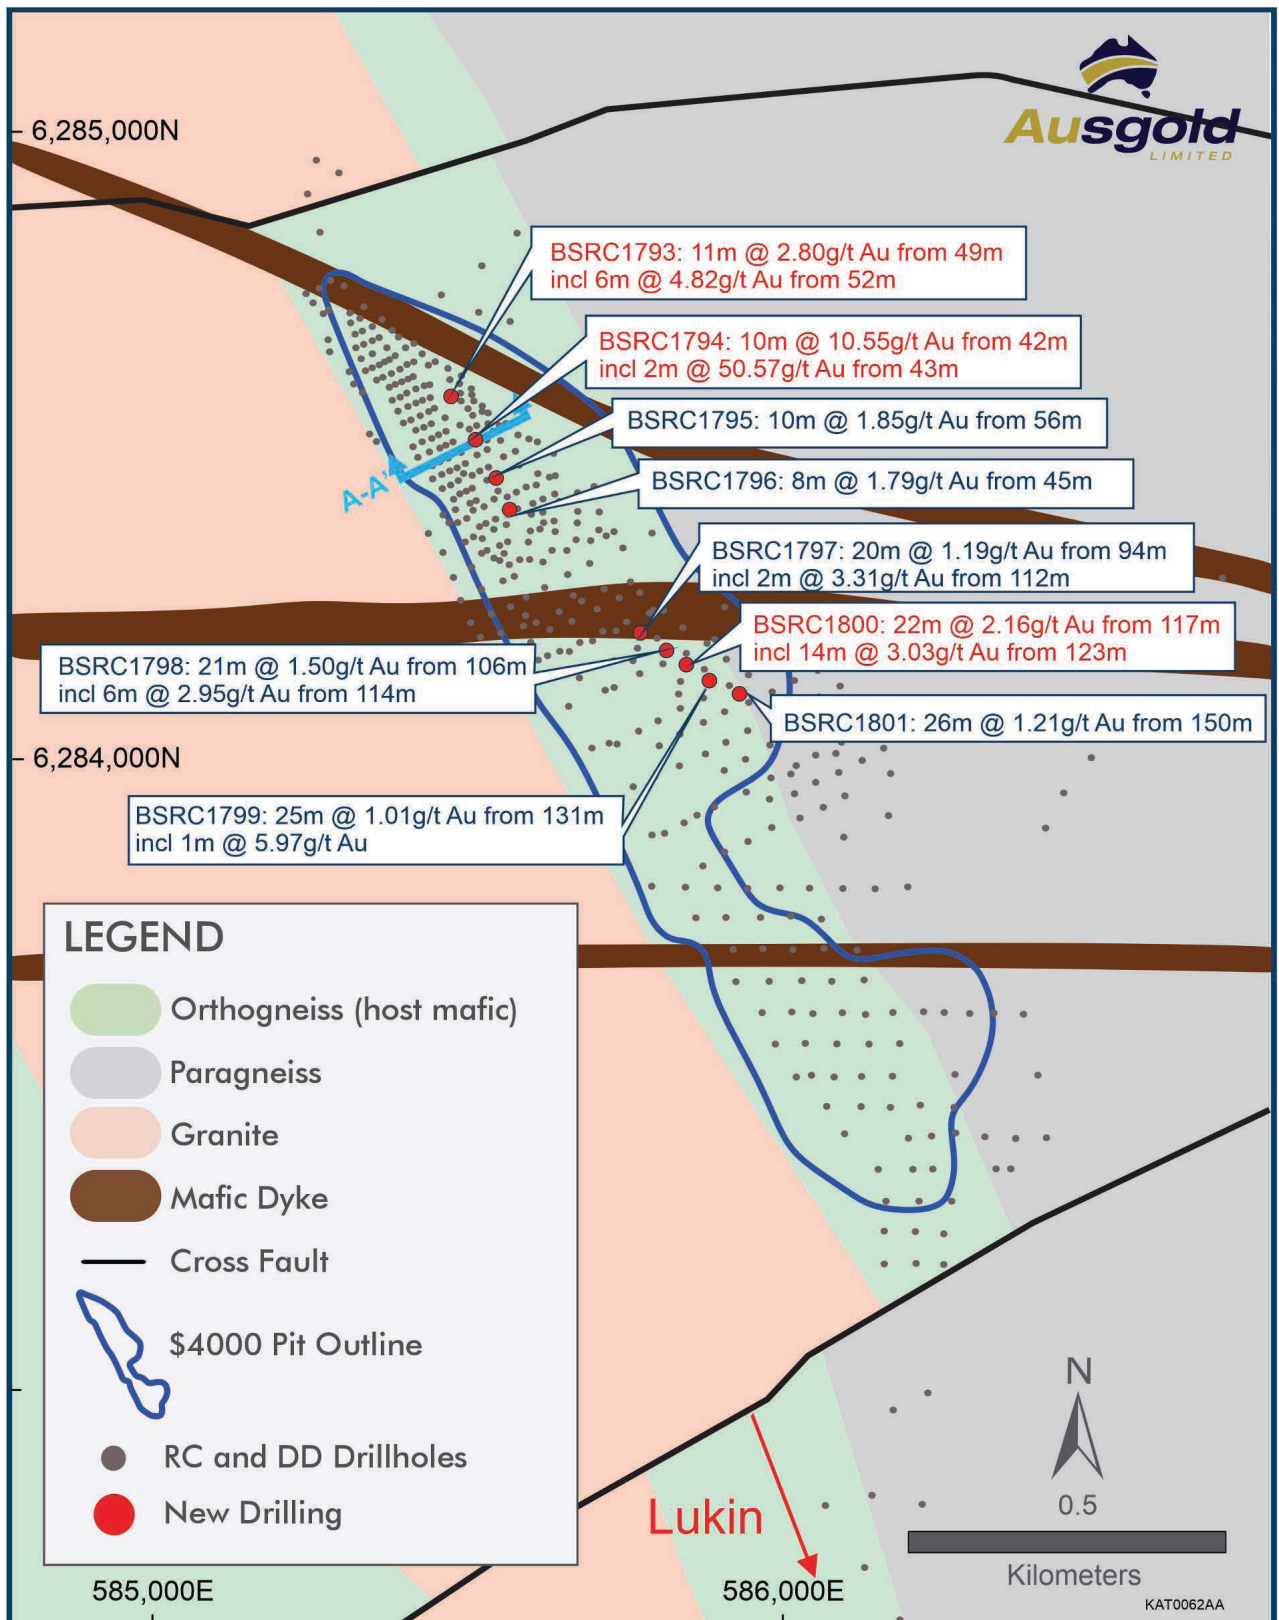 Ausgold
LIMITED
6,285,000N
BSRC1793: 11m @ 2.80g/t Au from 49m
incl 6m @ 4.82g/t Au from 52m
BSRC1794: 10m @ 10.55g/t Au from 42m
incl 2m @ 50.57g/t Au from 43m
BSRC1795: 10m @ 1.85g/t Au from 56m
BSRC1796: 8m @ 1.79g/t Au from 45m
A-A'
BSRC1797: 20m @ 1.19g/t Au from 94m
incl 2m @ 3.31g/t Au from 112m
BSRC1800: 22m @ 2.16g/t Au from 117m
incl 14m @ 3.03g/t Au from 123m
BSRC1798: 21m @ 1.50g/t Au from 106m
incl 6m @ 2.95g/t Au from 114m
BSRC1801: 26m @ 1.21g/t Au from 150m
6,284,000N
BSRC1799: 25m @ 1.01g/t Au from 131m
incl 1m @ 5.97g/t Au
LEGEND
Orthogneiss (host mafic)
Paragneiss
Granite
Mafic Dyke
Cross Fault
$4000 Pit Outline
RC and DD Drillholes
New Drilling
Lukin
N
0.5
Kilometers
585,000E
586,000E
KAT0062AA